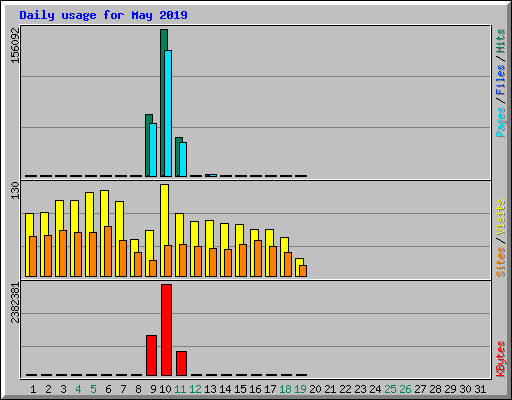 Daily usage for May 2019
156092
Pages / Files / Hits
130
Sites / Visits
2382381
KBytes
1 2 3 4 5 6 7 8 9 10 11 12 13 14 15 16 17 18 19 20 21 22 23 24 25 26 27 28 29 30 31